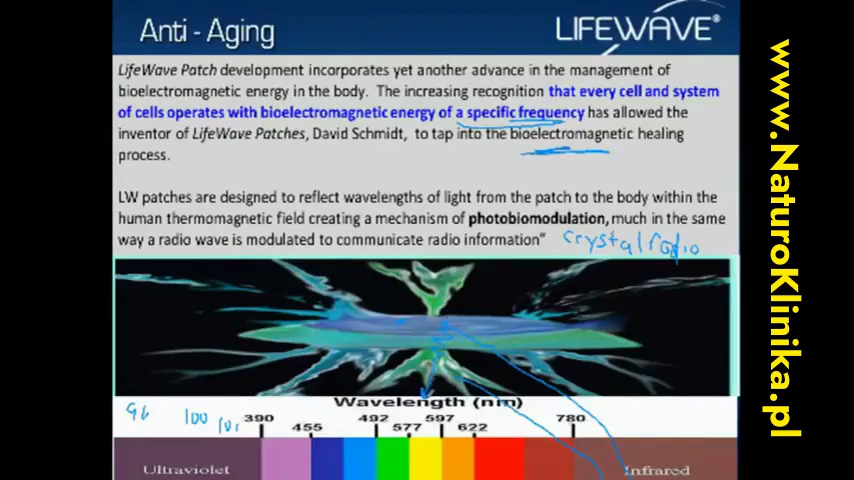 Anti - Aging
LIFEWAVE®
LifeWave Patch development incorporates yet another advance in the management of
bioelectromagnetic energy in the body. The increasing recognition that every cell and system
of cells operates with bioelectromagnetic energy of a specific frequency has allowed the
inventor of LifeWave Patches, David Schmidt, to tap into the bioelectromagnetic healing
process.
LW patches are designed to reflect wavelengths of light from the patch to the body within the
human thermomagnetic field creating a mechanism of photobiomodulation, much in the same
way a radio wave is modulated to communicate radio information"
crystal radio
Wavelength (nm)
100
390 492 597 780
455 577 622
Ultraviolet
Infrared
www.NaturoKlinika.pl